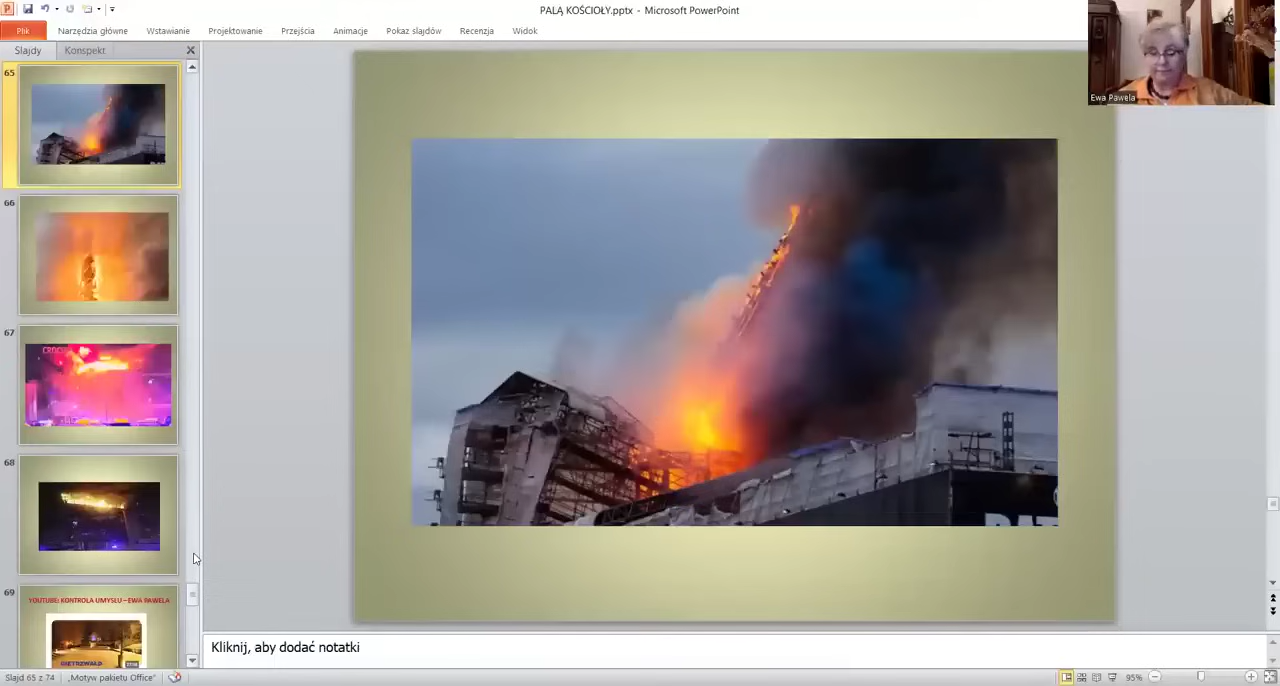 PALĄ KOŚCIOŁY.pptx - Microsoft PowerPoint
Plik
Narzędzia główne
Wstawianie
Projektowanie
Przejścia
Animacje
Pokaz slajdów
Recenzja
Widok
Slajdy
Konspekt
Ewa Pawela
65
66
67
68
69
YOUTUBE: KONTROLA UMYSŁU – EWA PAWELA
GIETRZWAŁD
Kliknij, aby dodać notatki
Slajd 65 z 74
„Motyw pakietu Office"
95%